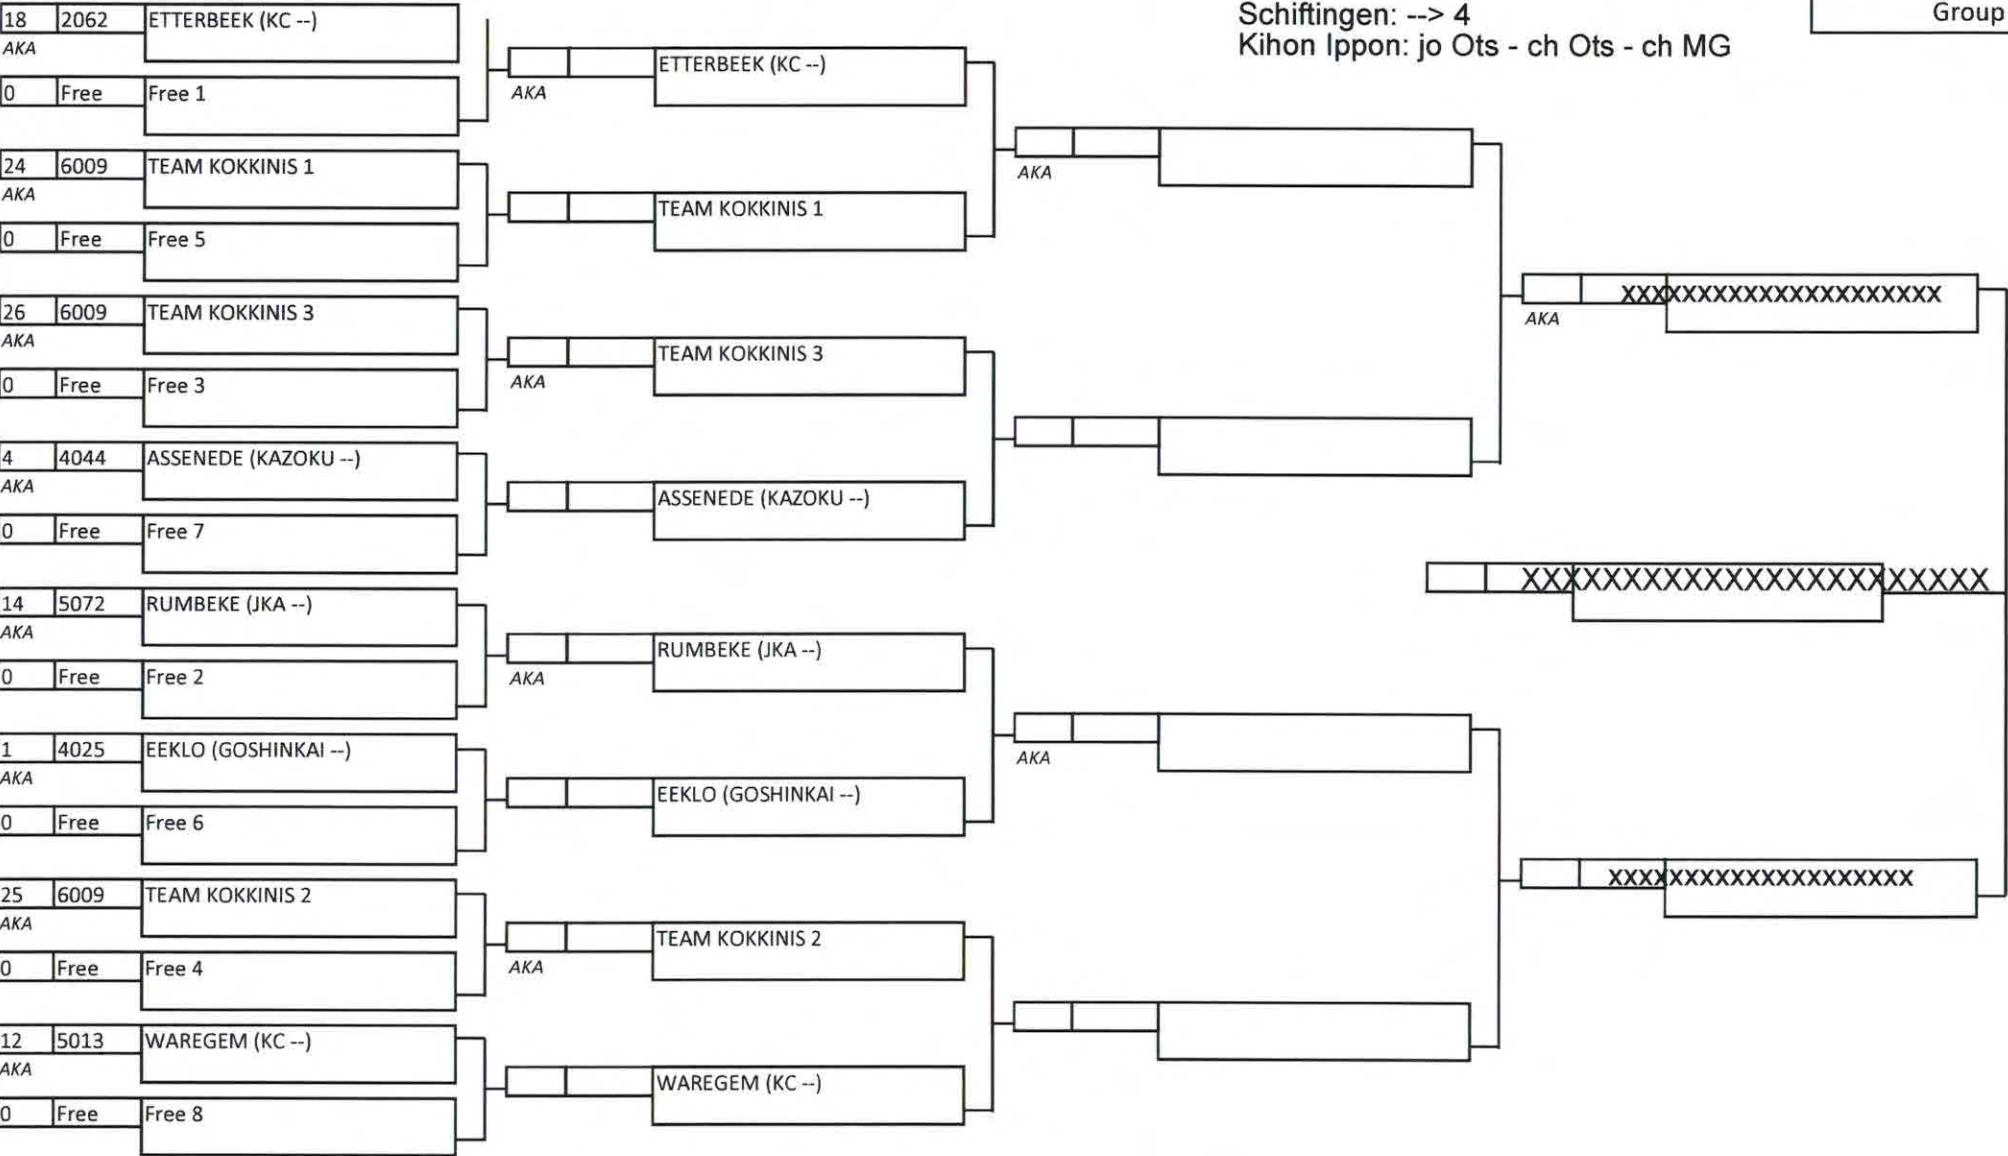 Schiftingen: --> 4
Kihon Ippon: jo Ots - ch Ots - ch MG
Group
18 2062 ETTERBEEK (KC --)
AKA
0 Free Free 1
24 6009 TEAM KOKKINIS 1
AKA
0 Free Free 5
26 6009 TEAM KOKKINIS 3
AKA
0 Free Free 3
4 4044 ASSENEDE (KAZOKU --)
AKA
0 Free Free 7
14 5072 RUMBEKE (JKA --)
AKA
0 Free Free 2
1 4025 EEKLO (GOSHINKAI --)
AKA
0 Free Free 6
25 6009 TEAM KOKKINIS 2
AKA
0 Free Free 4
12 5013 WAREGEM (KC --)
AKA
0 Free Free 8
ETTERBEEK (KC --)
AKA
TEAM KOKKINIS 1
TEAM KOKKINIS 3
AKA
ASSENEDE (KAZOKU --)
RUMBEKE (JKA --)
AKA
EEKLO (GOSHINKAI --)
TEAM KOKKINIS 2
AKA
WAREGEM (KC --)
AKA
AKA
XXXXXXXXXXXXXXXXXXXXX
AKA
XXXXXXXXXXXXXXXXXXXXXXX
XXXXXXXXXXXXXXXXXXXX